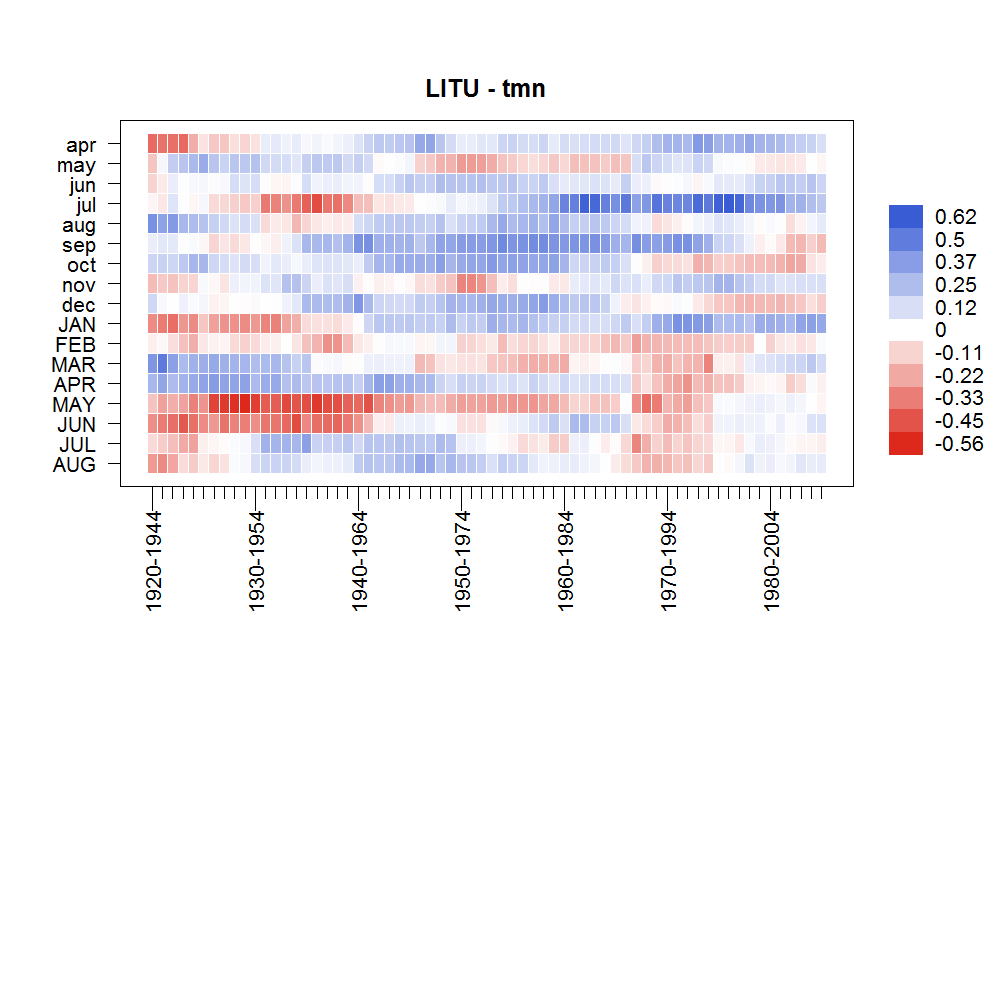 LITU - tmn
apr
may
jun
jul
aug
sep
oct
nov
dec
JAN
FEB
MAR
APR
MAY
JUN
JUL
AUG
1920-1944
1930-1954
1940-1964
1950-1974
1960-1984
1970-1994
1980-2004
0.62
0.5
0.37
0.25
0.12
0
-0.11
-0.22
-0.33
-0.45
-0.56